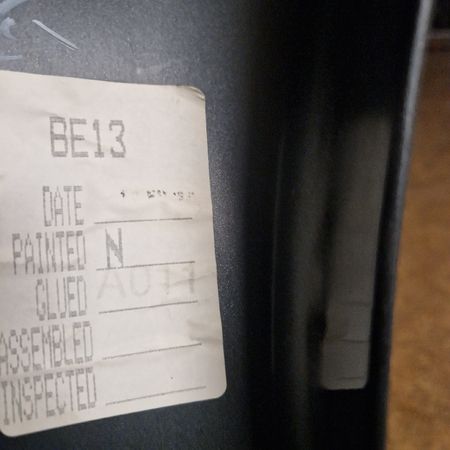 BE13
DATE
PAINTED N
GLUED A011
ASSEMBLED
INSPECTED